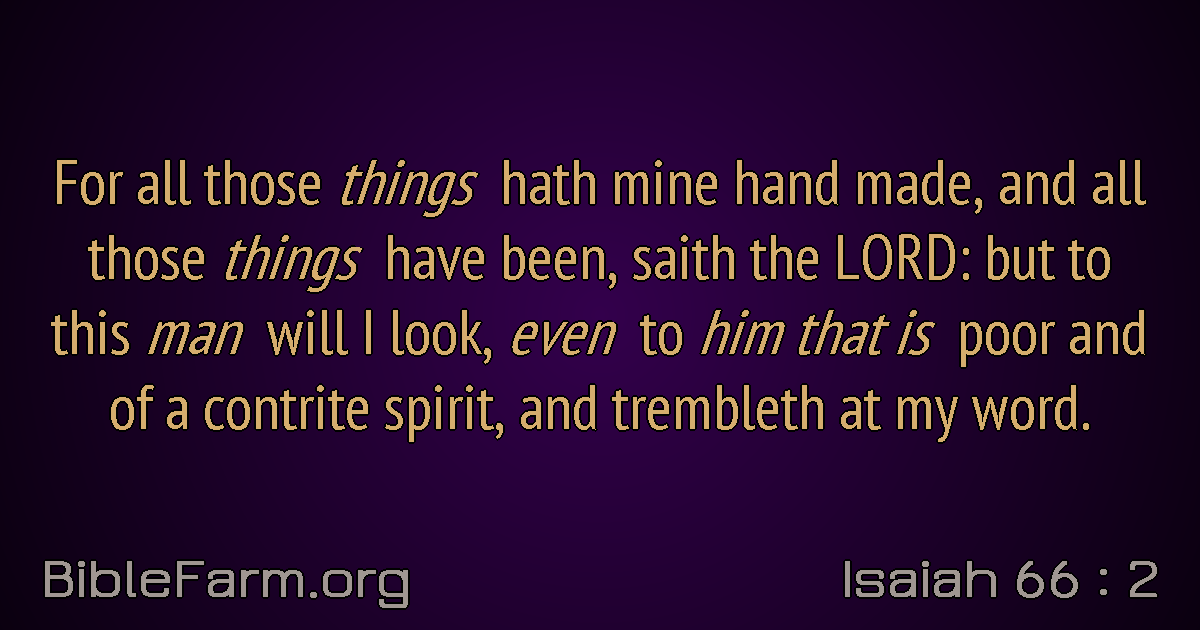 For all those things hath mine hand made, and all
those things have been, saith the LORD: but to
this man will I look, even to him that is poor and
of a contrite spirit, and trembleth at my word.
BibleFarm.org
Isaiah 66 : 2